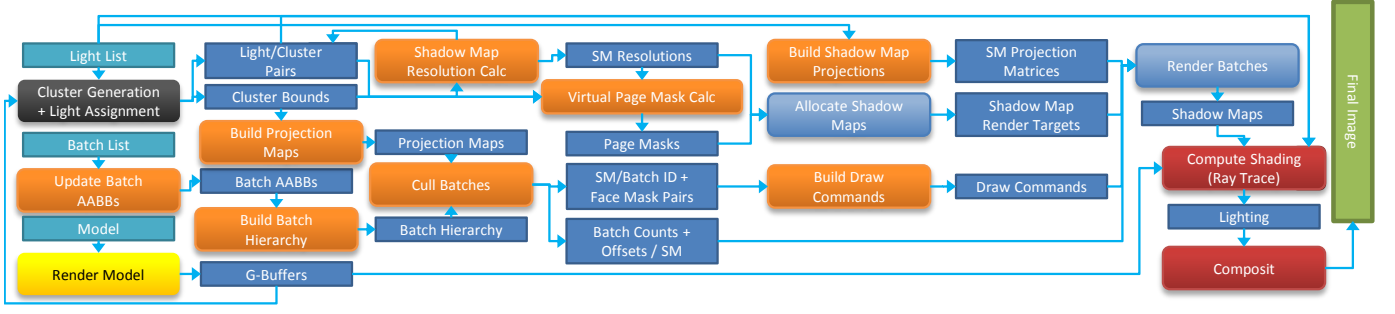 Light List
Cluster Generation
+ Light Assignment
Batch List
Update Batch
AABBs
Model
Render Model
Light/Cluster
Pairs
Cluster Bounds
Build Projection
Maps
Batch AABBs
Build Batch
Hierarchy
G-Buffers
Shadow Map
Resolution Calc
Projection Maps
Cull Batches
Batch Hierarchy
SM Resolutions
Virtual Page Mask Calc
Page Masks
SM/Batch ID +
Face Mask Pairs
Batch Counts +
Offsets / SM
Build Shadow Map
Projections
Allocate Shadow
Maps
Build Draw
Commands
SM Projection
Matrices
Shadow Map
Render Targets
Draw Commands
Render Batches
Shadow Maps
Compute Shading
(Ray Trace)
Lighting
Composit
Final Image